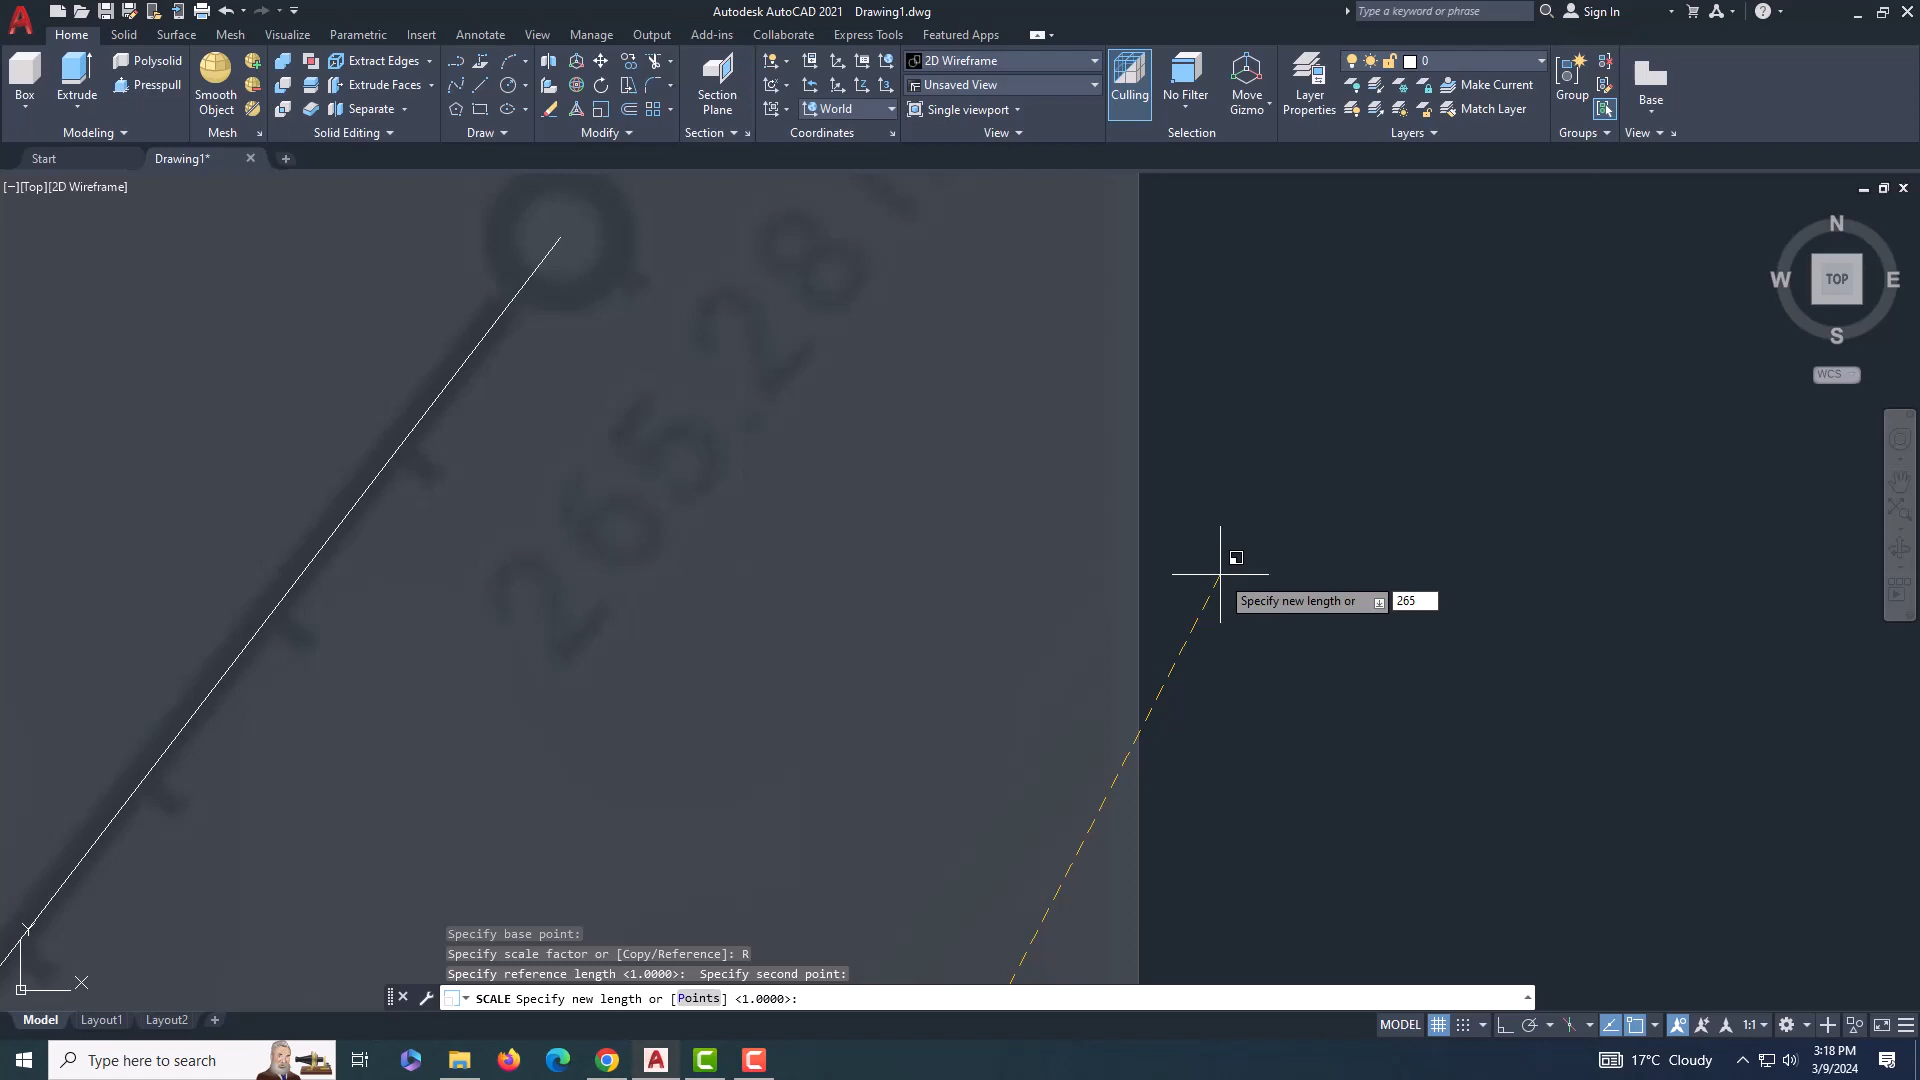 Autodesk AutoCAD 2021 Drawing1.dwg
Type a keyword or phrase
Sign In
Home Solid Surface Mesh Visualize Parametric Insert Annotate View Manage Output Add-ins Collaborate Express Tools Featured Apps
Box
Extrude
Polysolid
Presspull
Modeling
Smooth Object
Mesh
Extract Edges
Extrude Faces
Separate
Solid Editing
Draw
Modify
Section Plane
Section
World
Coordinates
2D Wireframe
Unsaved View
Single viewport
View
Culling
No Filter
Move Gizmo
Selection
Layer Properties
0
Make Current
Match Layer
Layers
Group
Groups
Base
View
Start
Drawing1*
[−][Top][2D Wireframe]
N
W TOP E
S
WCS
265.28
Specify new length or 265
Y
X
Specify base point:
Specify scale factor or [Copy/Reference]: R
Specify reference length <1.0000>: Specify second point:
SCALE Specify new length or [Points] <1.0000>:
Model Layout1 Layout2
MODEL 1:1
Type here to search
17°C Cloudy
3:18 PM
3/9/2024